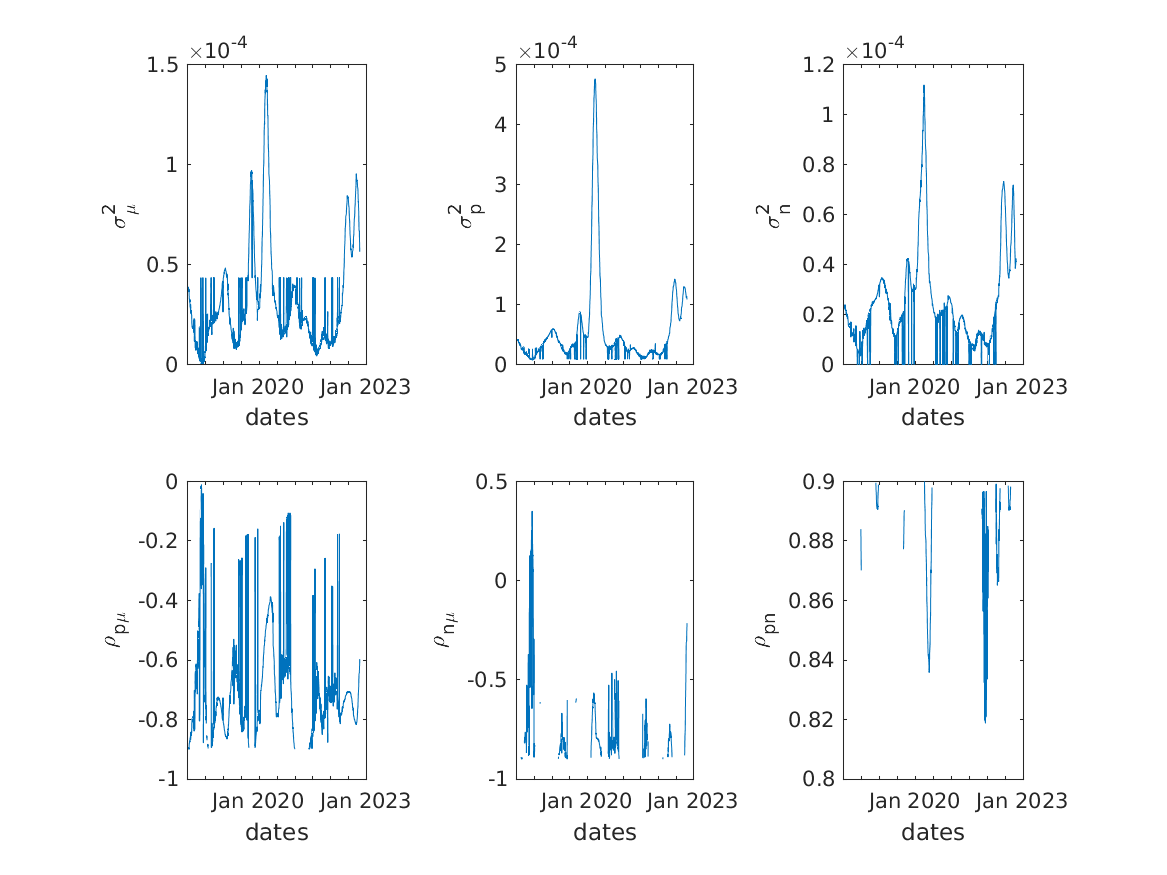 ×10⁻⁴
1.5
1
0.5
0
σ²_μ
Jan 2020 Jan 2023
dates
×10⁻⁴
5
4
3
2
1
0
σ²_p
Jan 2020 Jan 2023
dates
×10⁻⁴
1.2
1
0.8
0.6
0.4
0.2
0
σ²_n
Jan 2020 Jan 2023
dates
0
-0.2
-0.4
-0.6
-0.8
-1
ρ_pμ
Jan 2020 Jan 2023
dates
0.5
0
-0.5
-1
ρ_nμ
Jan 2020 Jan 2023
dates
0.9
0.88
0.86
0.84
0.82
0.8
ρ_pn
Jan 2020 Jan 2023
dates